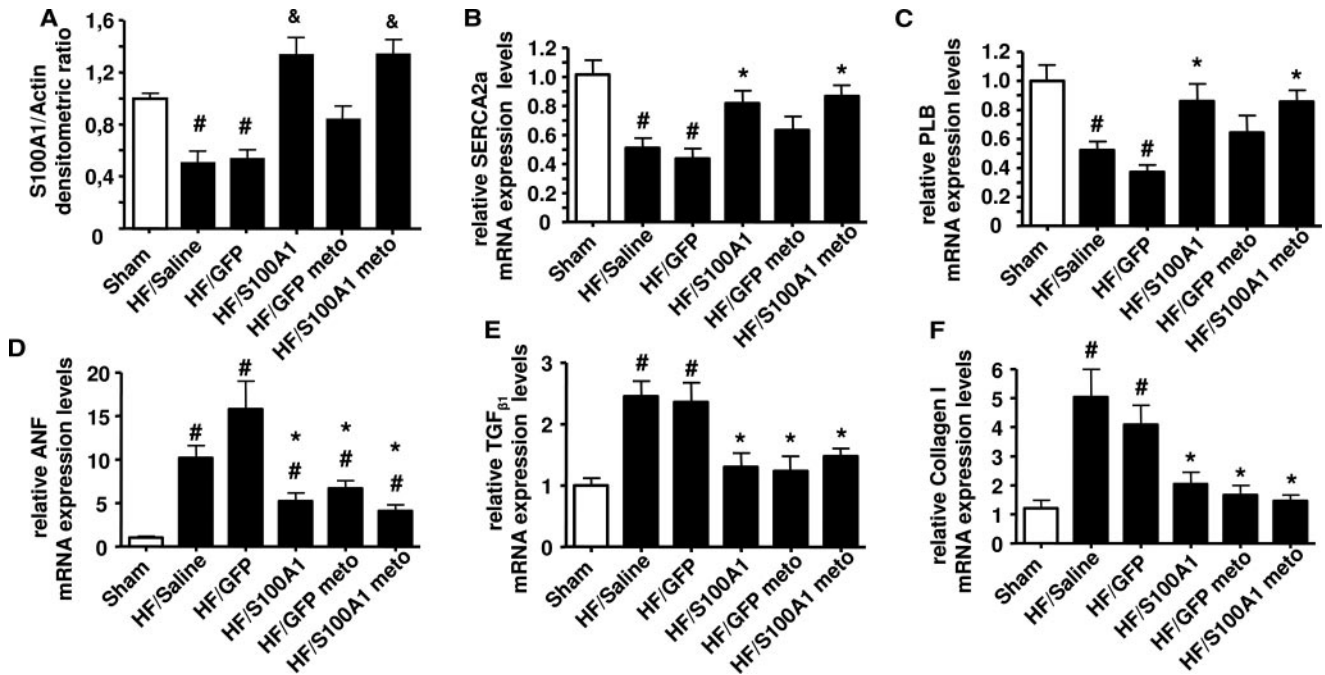 A
S100A1/Actin
densitometric ratio
1,6
1,2
0,8
0,4
0
# # & &
Sham
HF/Saline
HF/GFP
HF/S100A1
HF/GFP meto
HF/S100A1 meto
B
relative SERCA2a
mRNA expression levels
1.2
1.0
0.8
0.6
0.4
0.2
0
# # * *
Sham
HF/Saline
HF/GFP
HF/S100A1
HF/GFP meto
HF/S100A1 meto
C
relative PLB
mRNA expression levels
1.2
1.0
0.8
0.6
0.4
0.2
0
# # * *
Sham
HF/Saline
HF/GFP
HF/S100A1
HF/GFP meto
HF/S100A1 meto
D
relative ANF
mRNA expression levels
20
15
10
5
0
# # * * *
# # #
Sham
HF/Saline
HF/GFP
HF/S100A1
HF/GFP meto
HF/S100A1 meto
E
relative TGFβ1
mRNA expression levels
3
2
1
0
# # * * *
Sham
HF/Saline
HF/GFP
HF/S100A1
HF/GFP meto
HF/S100A1 meto
F
relative Collagen I
mRNA expression levels
6
5
4
3
2
1
0
# # * * *
Sham
HF/Saline
HF/GFP
HF/S100A1
HF/GFP meto
HF/S100A1 meto